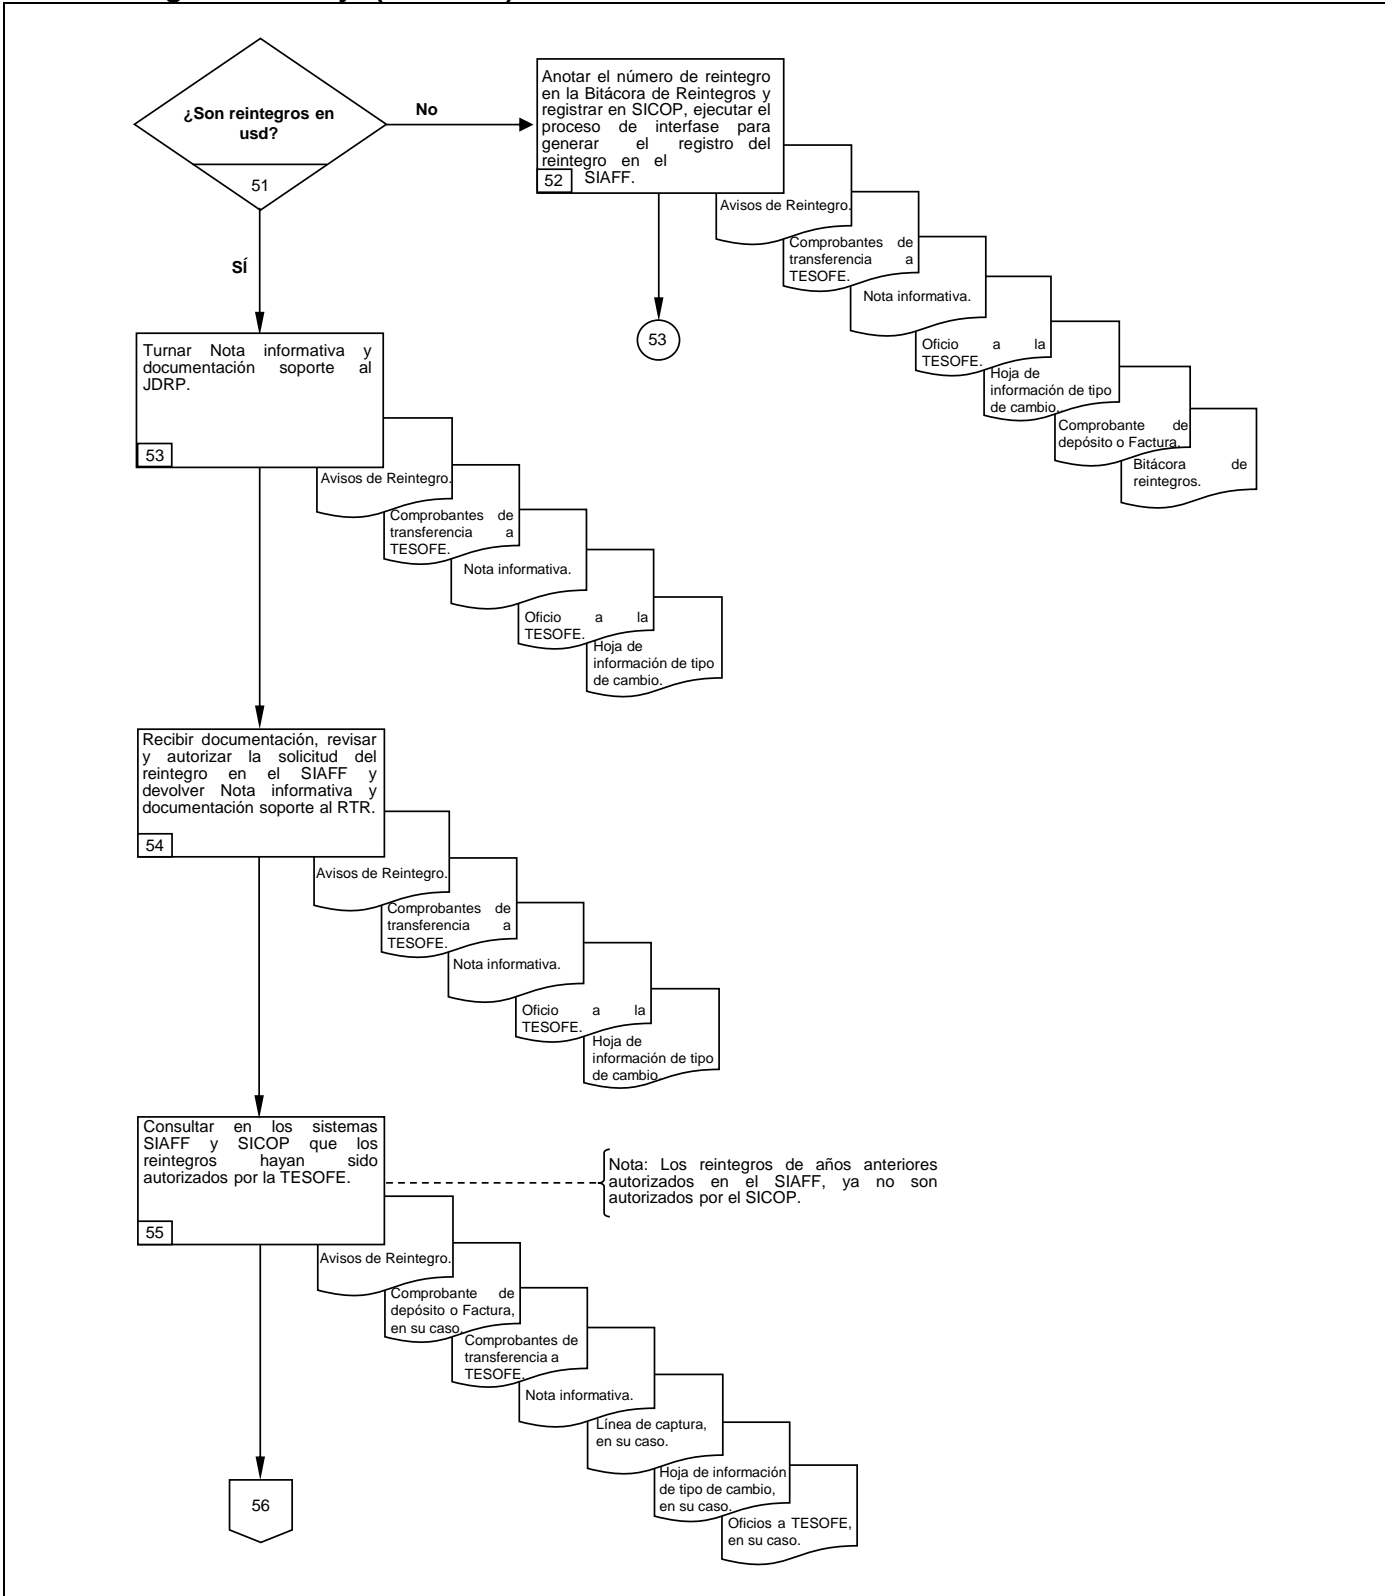 ¿Son reintegros en
usd?
51
No
SÍ
Anotar el número de reintegro
en la Bitácora de Reintegros y
registrar en SICOP, ejecutar el
proceso de interfase para
generar el registro del
reintegro en el
SIAFF.
52
Avisos de Reintegro.
Comprobantes de
transferencia a
TESOFE.
Nota informativa.
Oficio a la
TESOFE.
Hoja de
información de tipo
de cambio.
Comprobante de
depósito o Factura.
Bitácora de
reintegros.
53
Turnar Nota informativa y
documentación soporte al
JDRP.
53
Avisos de Reintegro.
Comprobantes de
transferencia a
TESOFE.
Nota informativa.
Oficio a la
TESOFE.
Hoja de
información de tipo
de cambio.
Recibir documentación, revisar
y autorizar la solicitud del
reintegro en el SIAFF y
devolver Nota informativa y
documentación soporte al RTR.
54
Avisos de Reintegro.
Comprobantes de
transferencia a
TESOFE.
Nota informativa.
Oficio a la
TESOFE.
Hoja de
información de tipo
de cambio.
Consultar en los sistemas
SIAFF y SICOP que los
reintegros hayan sido
autorizados por la TESOFE.
55
Nota: Los reintegros de años anteriores
autorizados en el SIAFF, ya no son
autorizados por el SICOP.
Avisos de Reintegro.
Comprobante de
depósito o Factura,
en su caso.
Comprobantes de
transferencia a
TESOFE.
Nota informativa.
Línea de captura,
en su caso.
Hoja de información
de tipo de cambio,
en su caso.
Oficios a TESOFE,
en su caso.
56